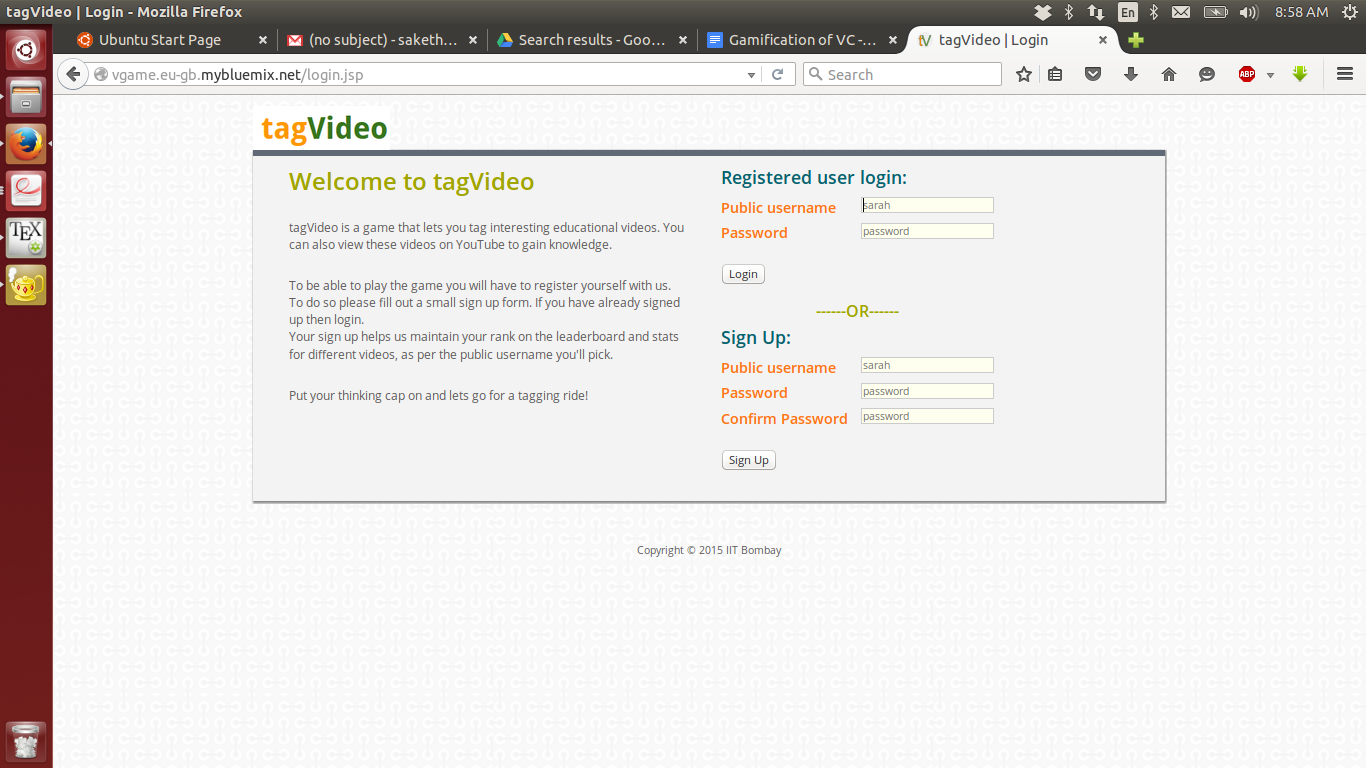 tagVideo | Login - Mozilla Firefox
En
8:58 AM
Ubuntu Start Page
(no subject) - saketh...
Search results - Goo...
Gamification of VC -...
tagVideo | Login
vgame.eu-gb.mybluemix.net/login.jsp
Search
ABP
tagVideo
Welcome to tagVideo
tagVideo is a game that lets you tag interesting educational videos. You
can also view these videos on YouTube to gain knowledge.
To be able to play the game you will have to register yourself with us.
To do so please fill out a small sign up form. If you have already signed
up then login.
Your sign up helps us maintain your rank on the leaderboard and stats
for different videos, as per the public username you'll pick.
Put your thinking cap on and lets go for a tagging ride!
Registered user login:
Public username sarah
Password password
Login
------OR------
Sign Up:
Public username sarah
Password password
Confirm Password password
Sign Up
Copyright © 2015 IIT Bombay
TEX